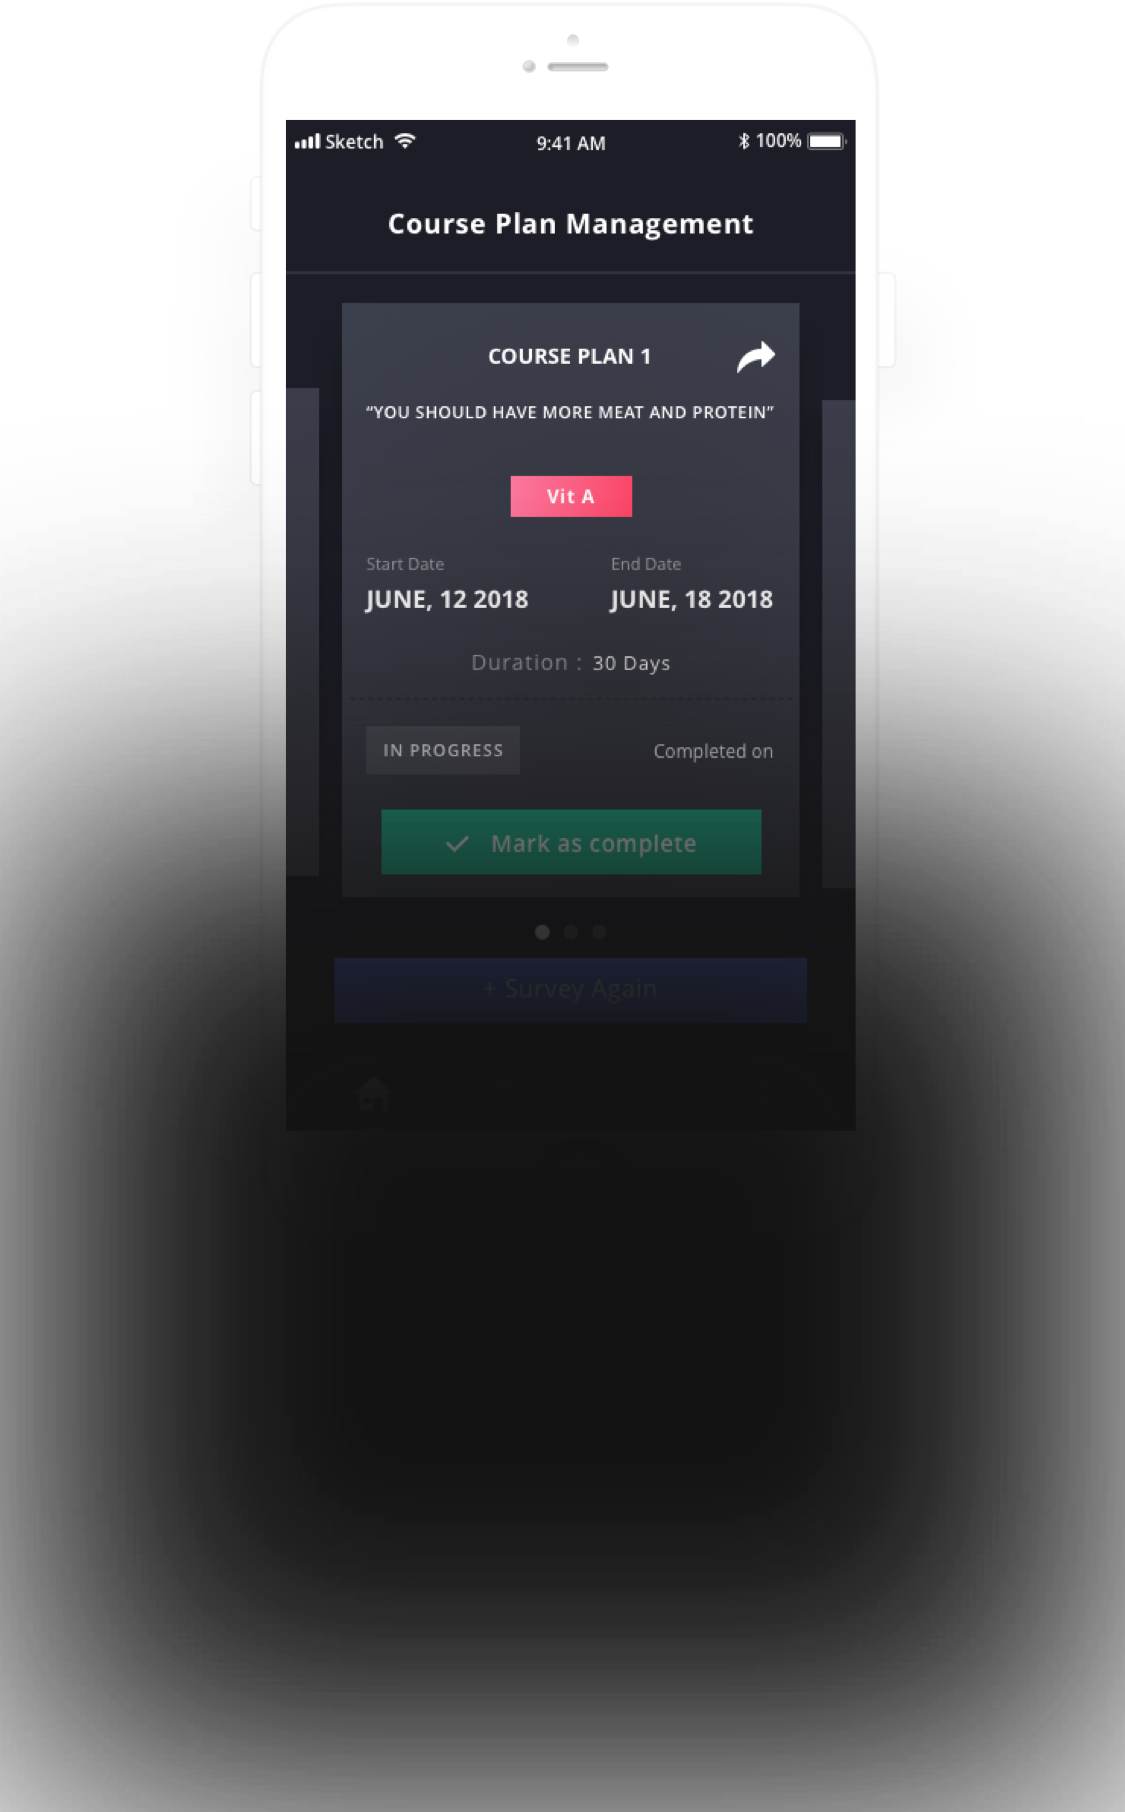 Sketch 9:41 AM 100%
Course Plan Management
COURSE PLAN 1
“YOU SHOULD HAVE MORE MEAT AND PROTEIN”
Vit A
Start Date End Date
JUNE, 12 2018 JUNE, 18 2018
Duration : 30 Days
IN PROGRESS Completed on
Mark as complete
+ Survey Again